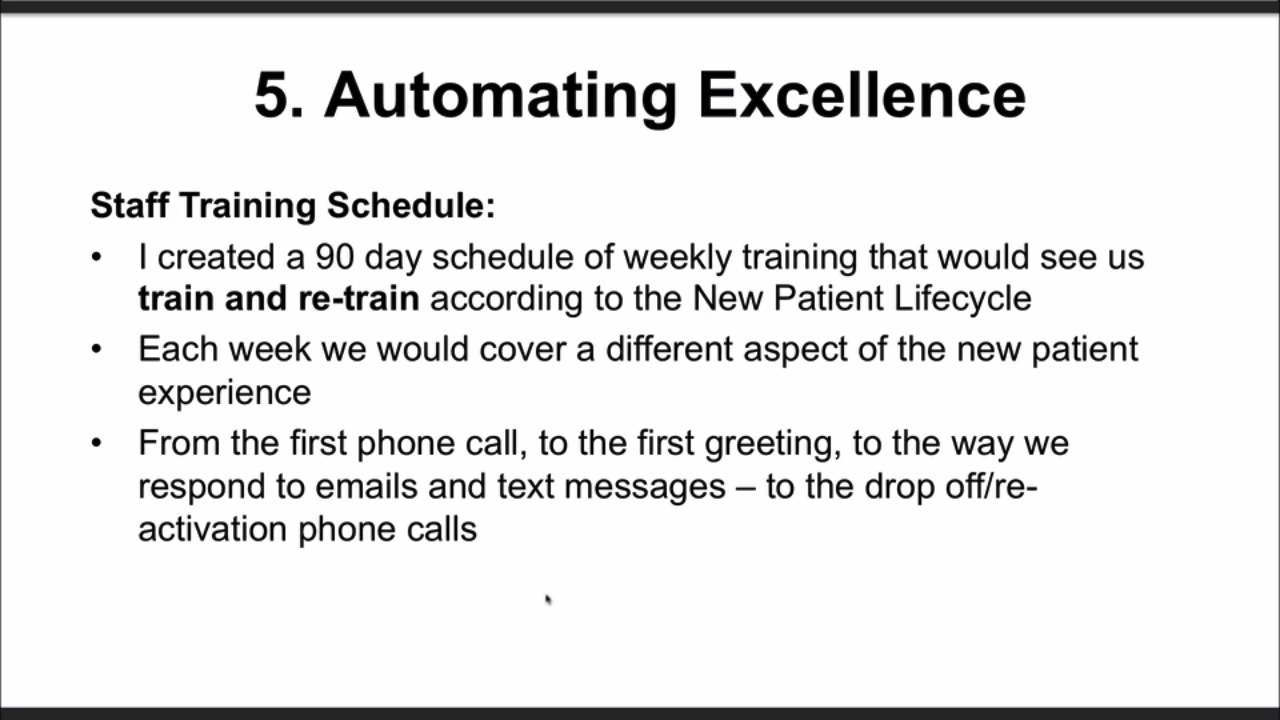 5. Automating Excellence
Staff Training Schedule:
• I created a 90 day schedule of weekly training that would see us
train and re-train according to the New Patient Lifecycle
• Each week we would cover a different aspect of the new patient
experience
• From the first phone call, to the first greeting, to the way we
respond to emails and text messages – to the drop off/re-
activation phone calls